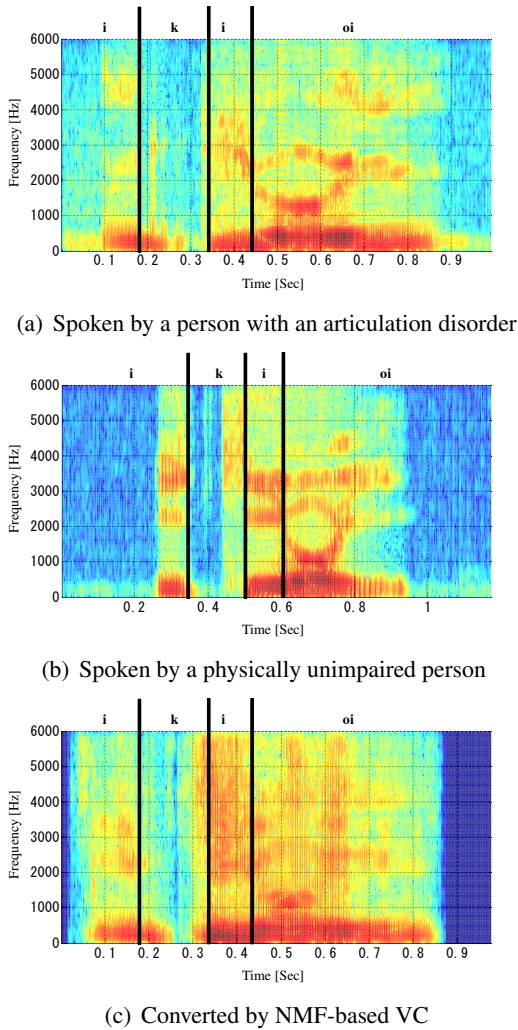 i k i oi
6000
5000
4000
3000
2000
1000
0
Frequency [Hz]
0.1 0.2 0.3 0.4 0.5 0.6 0.7 0.8 0.9
Time [Sec]
(a) Spoken by a person with an articulation disorder
i k i oi
6000
5000
4000
3000
2000
1000
0
Frequency [Hz]
0.2 0.4 0.6 0.8 1
Time [Sec]
(b) Spoken by a physically unimpaired person
i k i oi
6000
5000
4000
3000
2000
1000
0
Frequency [Hz]
0.1 0.2 0.3 0.4 0.5 0.6 0.7 0.8 0.9
Time [Sec]
(c) Converted by NMF-based VC